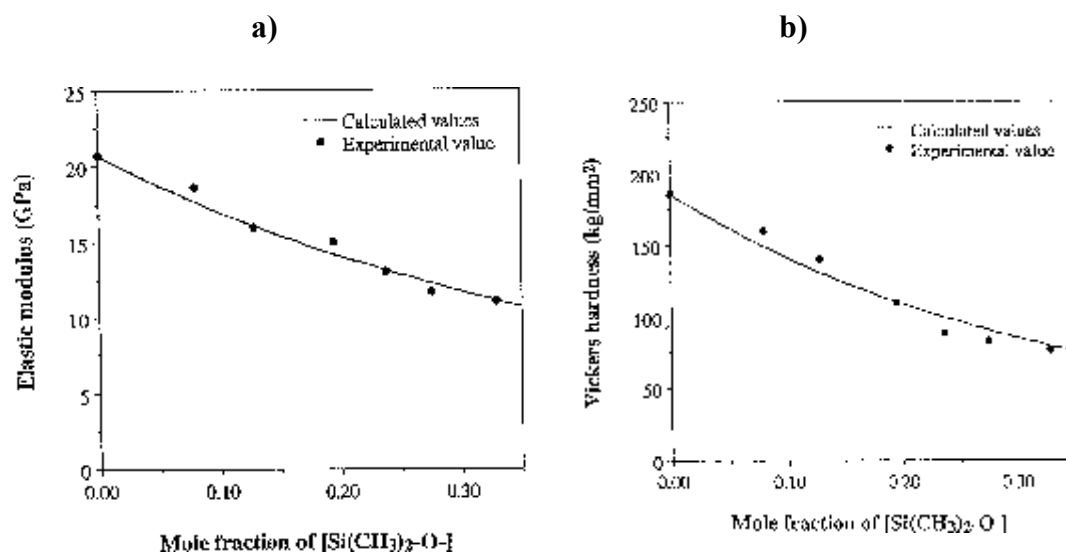 a)
25
20
15
10
5
0
0.00 0.10 0.20 0.30
Elastic modulus (GPa)
Calculated values
Experimental value
Mole fraction of [Si(CH3)2-O-]
b)
250
200
150
100
50
0
0.00 0.10 0.20 0.30
Vickers hardness (kg/mm²)
Calculated values
Experimental value
Mole fraction of [Si(CH3)2-O-]